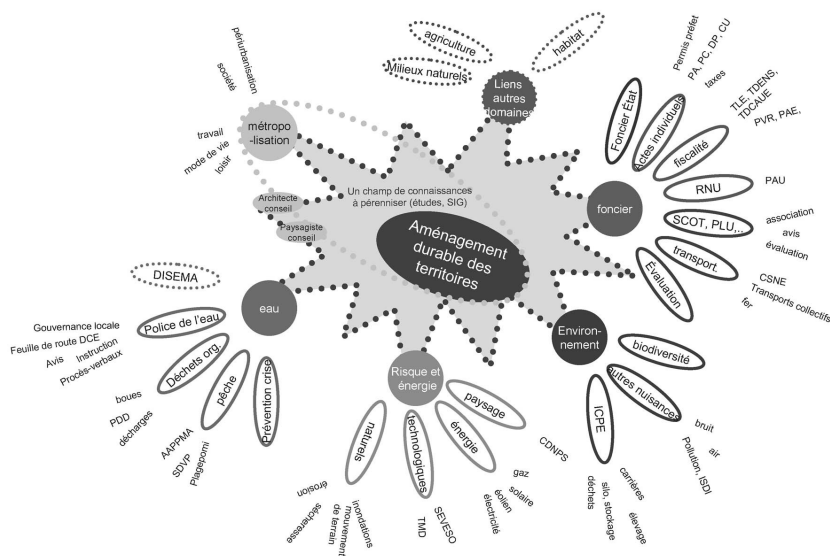 agriculture
Milieux naturels
habitat
Liens
autres
domaines
périurbanisation
société
métropo
-lisation
travail
mode de vie
loisir
Architecte
conseil
Paysagiste
conseil
Un champ de connaissances
à pérenniser (études, SIG)
Aménagement
durable des
territoires
foncier
Foncier État
Actes individuels
Permis préfet
PA, PC, DP, CU
taxes
fiscalité
TLE, TDENS,
TDCAUE
PVR, PAE,
RNU
PAU
SCOT, PLU,..
association
avis
évaluation
transport.
CSNE
Transports collectifs
fer
Évaluation
Environ-
nement
biodiversité
autres nuisances
bruit
air
Pollution, ISDI
ICPE
carrières
élevage
silo, stockage
déchets
Risque et
énergie
paysage
CDNPS
énergie
gaz
solaire
éolien
électricité
technologiques
SEVESO
TMD
naturels
inondations
mouvement
de terrain
sécheresse
érosion
eau
DISEMA
Police de l'eau
Gouvernance locale
Feuille de route DCE
Avis Instruction
Procès-verbaux
Déchets org.
boues
PDD
décharges
pêche
AAPPMA
SDVP
Plagepomi
Prévention crise